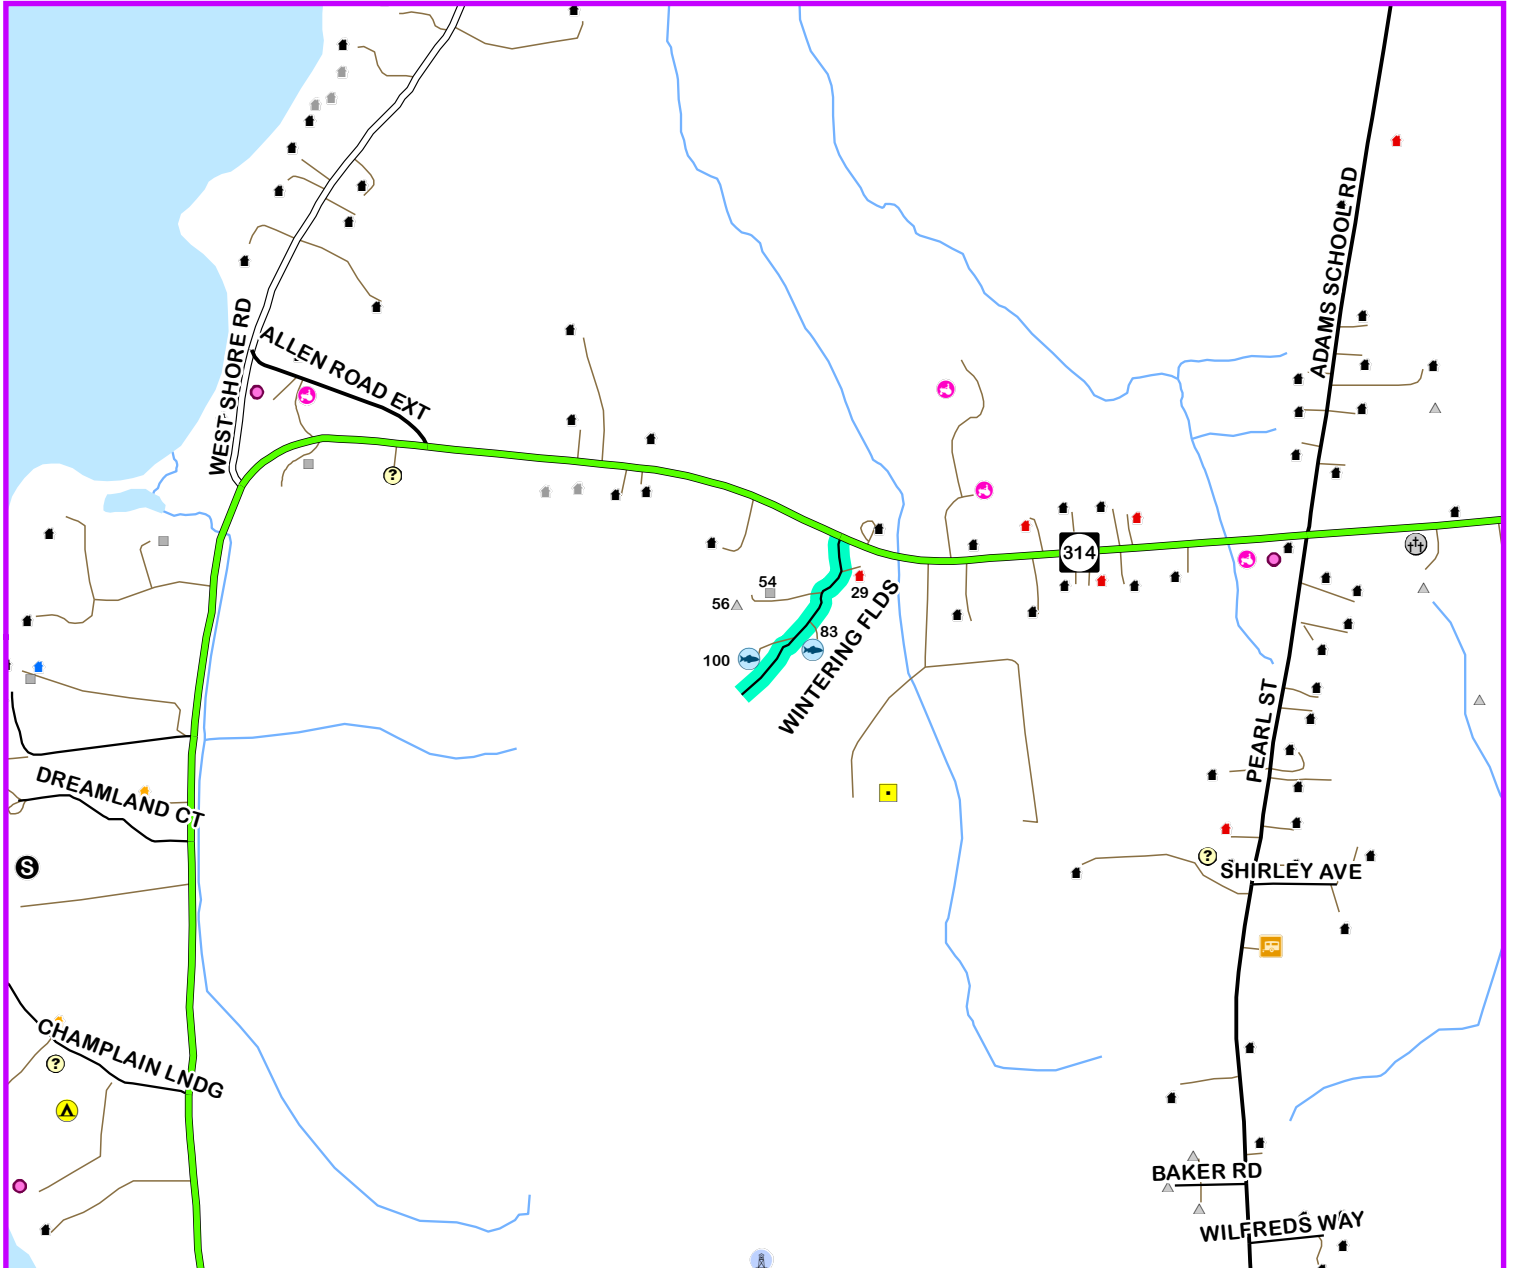 ADAMS SCHOOL RD
WEST SHORE RD
ALLEN ROAD EXT
?
314
54
29
56
83
100
WINTERING FLDS
PEARL ST
DREAMLAND CT
?
SHIRLEY AVE
S
CHAMPLAIN LNDG
?
BAKER RD
WILFREDS WAY